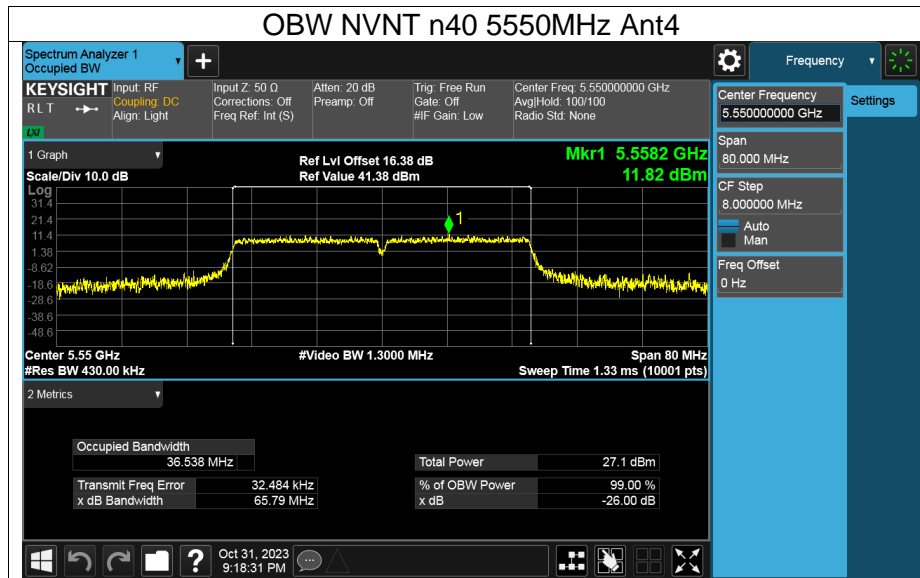 OBW NVNT n40 5550MHz Ant4
Spectrum Analyzer 1
Occupied BW
+
Frequency
KEYSIGHT
RLT
LXI
Input: RF
Coupling: DC
Align: Light
Input Z: 50 Ω
Corrections: Off
Freq Ref: Int (S)
Atten: 20 dB
Preamp: Off
Trig: Free Run
Gate: Off
#IF Gain: Low
Center Freq: 5.550000000 GHz
Avg|Hold: 100/100
Radio Std: None
Center Frequency
5.550000000 GHz
Settings
Span
80.000 MHz
CF Step
8.000000 MHz
Auto
Man
Freq Offset
0 Hz
1 Graph
Scale/Div 10.0 dB
Ref Lvl Offset 16.38 dB
Ref Value 41.38 dBm
Mkr1 5.5582 GHz
11.82 dBm
Log
31.4
21.4
11.4
1.38
-8.62
-18.6
-28.6
-38.6
-48.6
1
Center 5.55 GHz
#Video BW 1.3000 MHz
Span 80 MHz
#Res BW 430.00 kHz
Sweep Time 1.33 ms (10001 pts)
2 Metrics
Occupied Bandwidth
36.538 MHz
Total Power 27.1 dBm
Transmit Freq Error 32.484 kHz
% of OBW Power 99.00 %
x dB Bandwidth 65.79 MHz
x dB -26.00 dB
?
Oct 31, 2023
9:18:31 PM